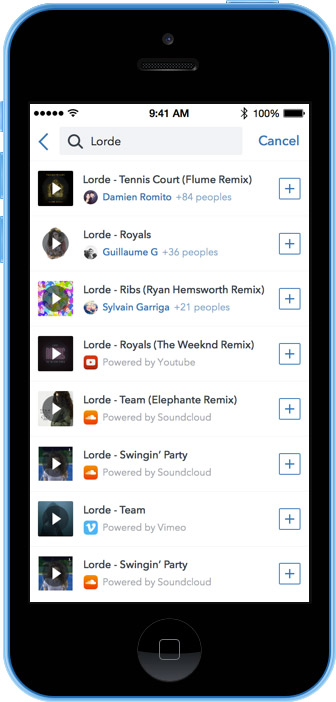 9:41 AM 100%
Lorde Cancel
Lorde - Tennis Court (Flume Remix)
Damien Romito +84 peoples
Lorde - Royals
Guillaume G +36 peoples
Lorde - Ribs (Ryan Hemsworth Remix)
Sylvain Garriga +21 peoples
Lorde - Royals (The Weeknd Remix)
Powered by Youtube
Lorde - Team (Elephante Remix)
Powered by Soundcloud
Lorde - Swingin’ Party
Powered by Soundcloud
Lorde - Team
Powered by Vimeo
Lorde - Swingin’ Party
Powered by Soundcloud